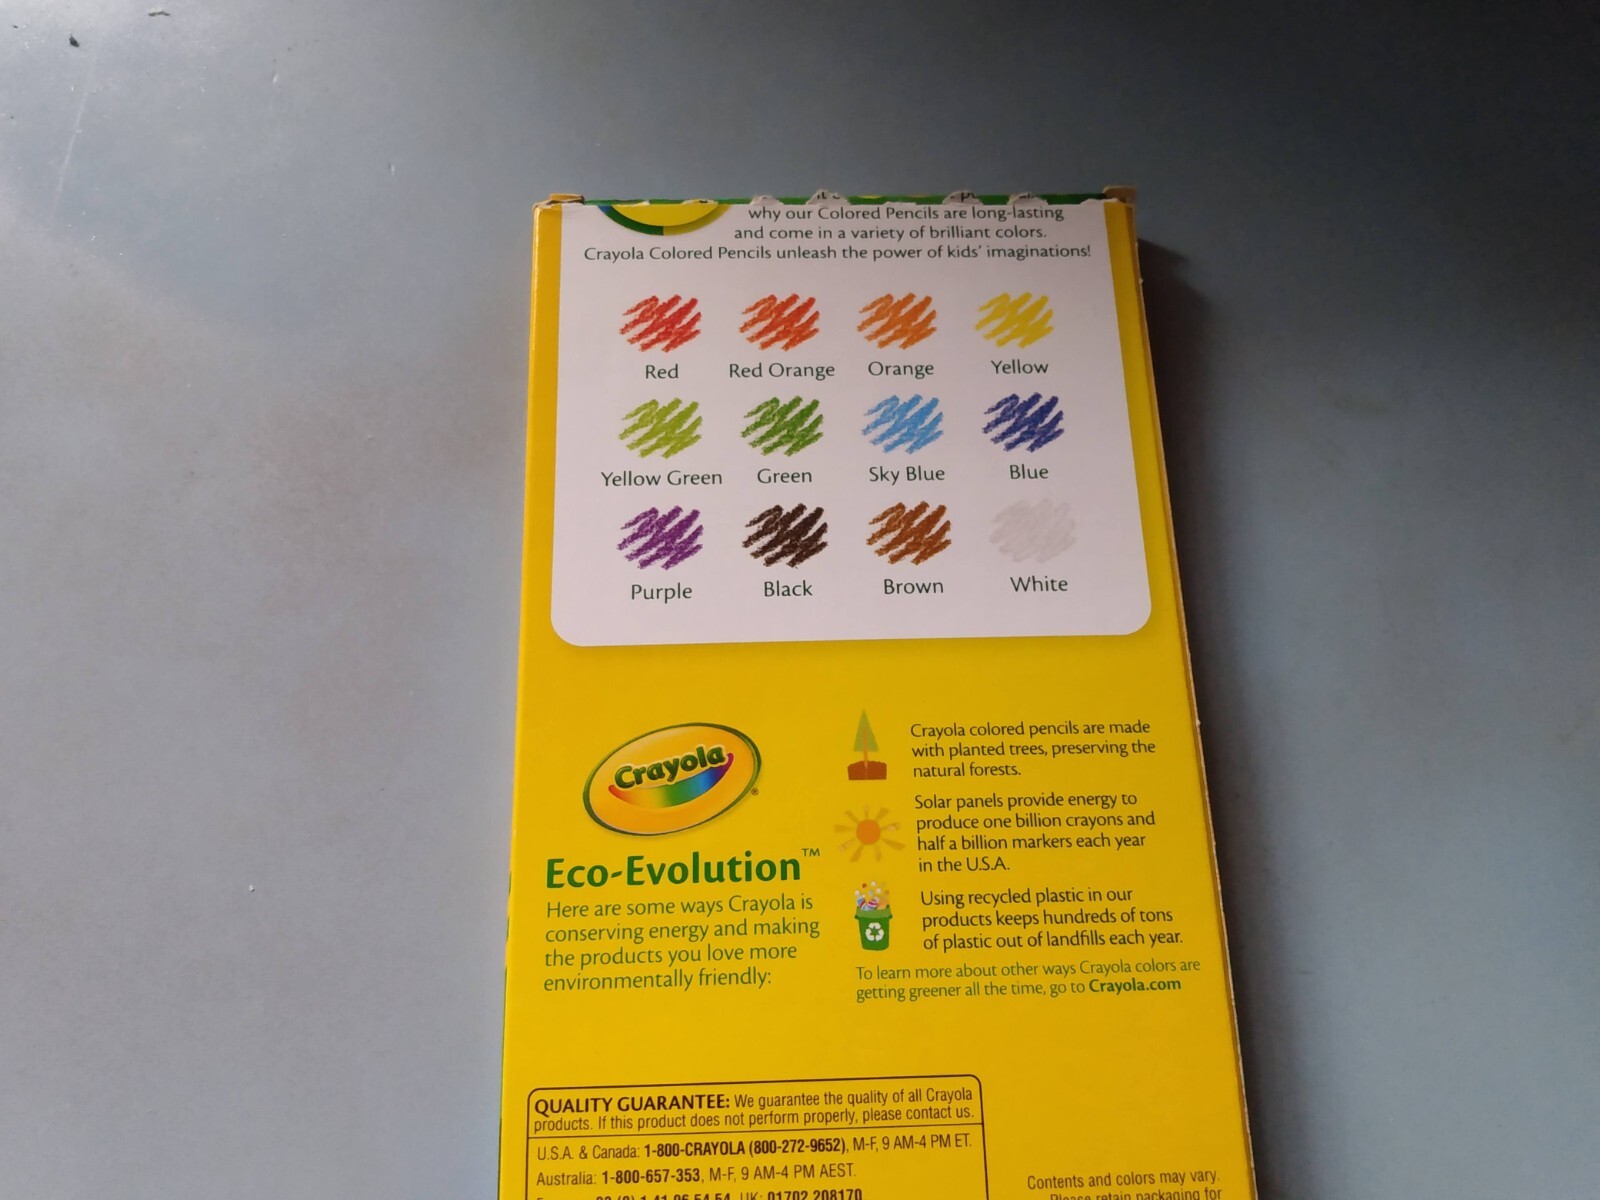 why our Colored Pencils are long-lasting
and come in a variety of brilliant colors.
Crayola Colored Pencils unleash the power of kids' imaginations!
Red Red Orange Orange Yellow
Yellow Green Green Sky Blue Blue
Purple Black Brown White
Crayola®
Eco-Evolution™
Here are some ways Crayola is
conserving energy and making
the products you love more
environmentally friendly:
Crayola colored pencils are made
with planted trees, preserving the
natural forests.
Solar panels provide energy to
produce one billion crayons and
half a billion markers each year
in the U.S.A.
Using recycled plastic in our
products keeps hundreds of tons
of plastic out of landfills each year.
To learn more about other ways Crayola colors are
getting greener all the time, go to Crayola.com
QUALITY GUARANTEE: We guarantee the quality of all Crayola
products. If this product does not perform properly, please contact us.
U.S.A. & Canada: 1-800-CRAYOLA (800-272-9652), M-F, 9 AM-4 PM ET.
Australia: 1-800-657-353, M-F, 9 AM-4 PM AEST.
UK: 01702 208170
Contents and colors may vary.
Please retain packaging for